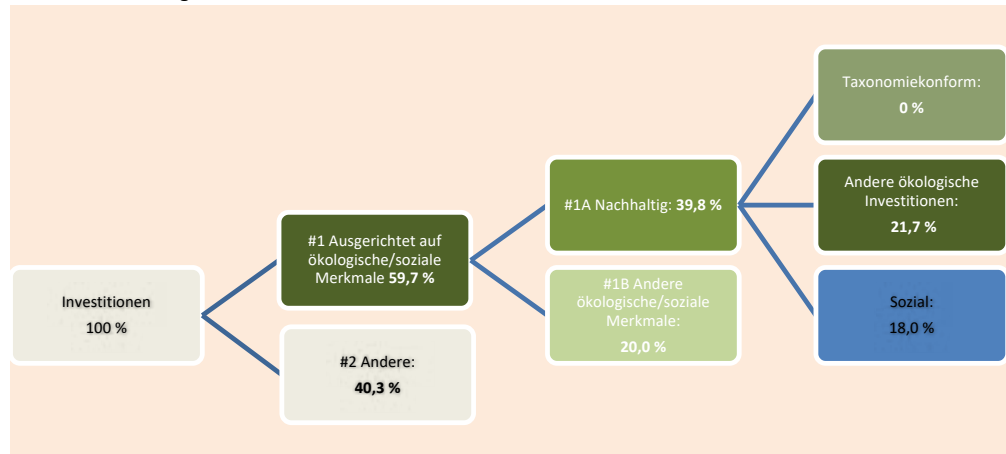 Investitionen
100 %
#1 Ausgerichtet auf
ökologische/soziale
Merkmale 59,7 %
#2 Andere:
40,3 %
#1A Nachhaltig: 39,8 %
#1B Andere
ökologische/soziale
Merkmale:
20,0 %
Taxonomiekonform:
0 %
Andere ökologische
Investitionen:
21,7 %
Sozial:
18,0 %